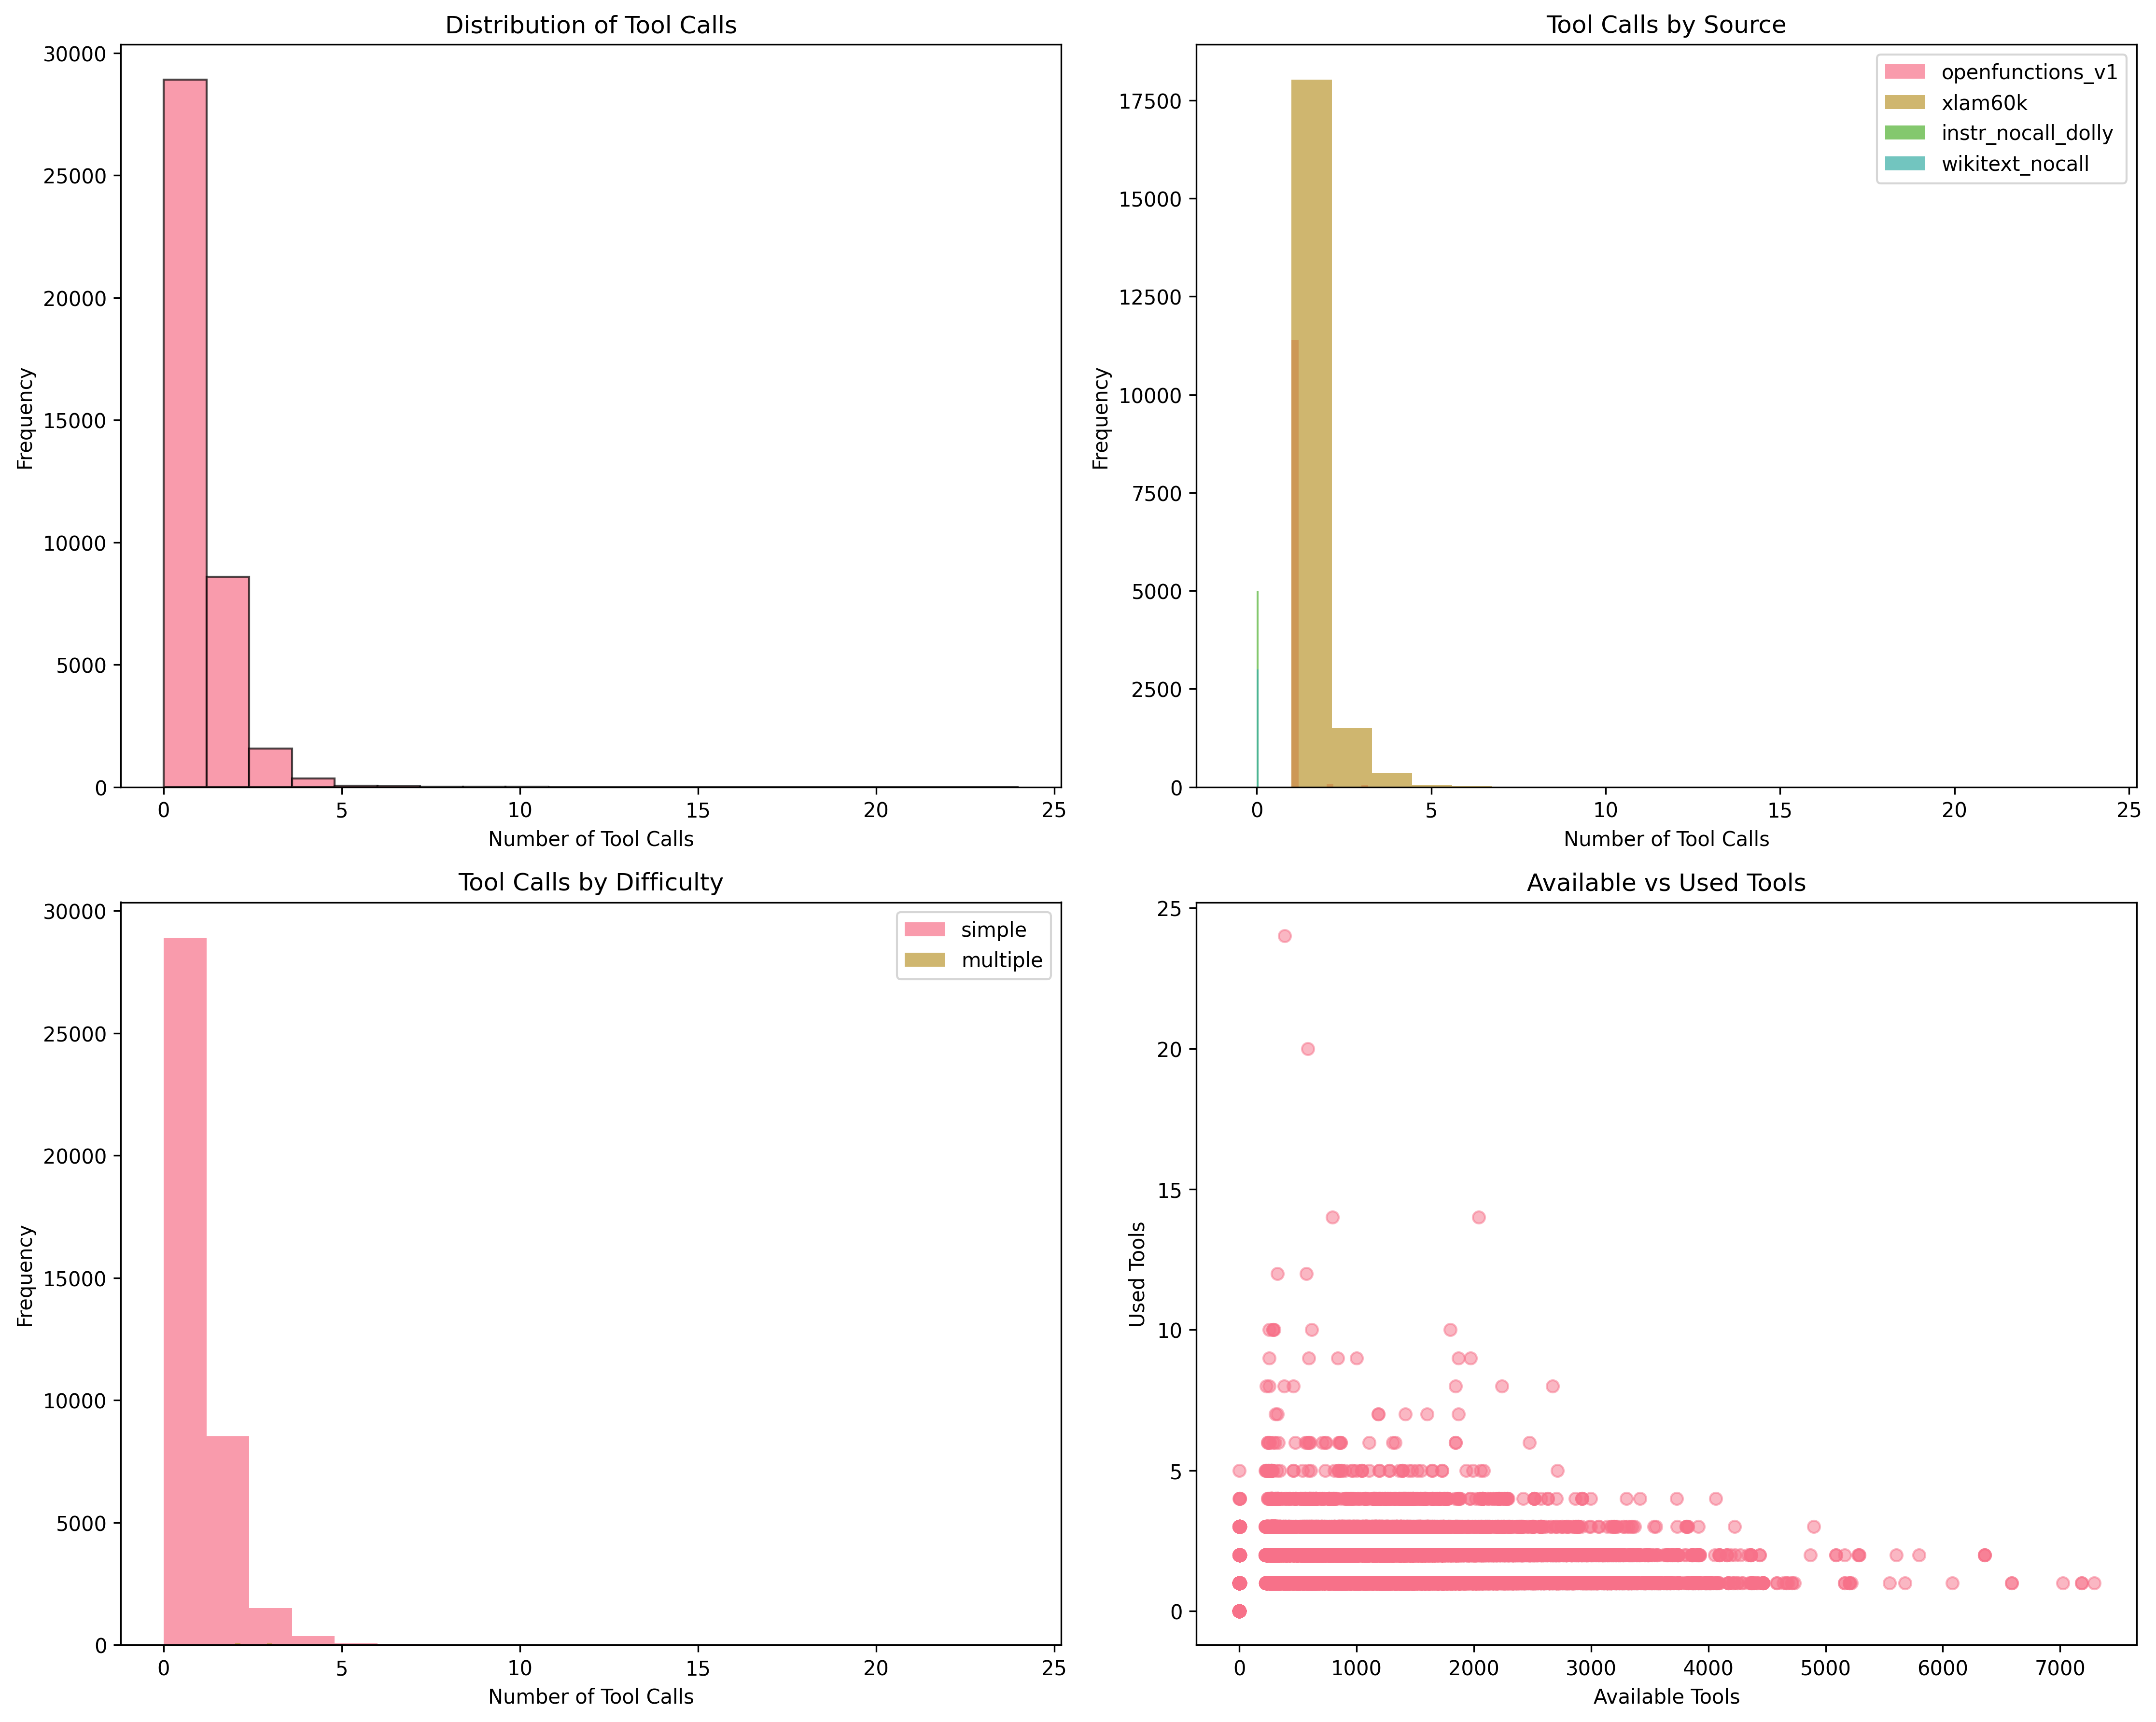 Distribution of Tool Calls
30000
25000
20000
15000
10000
5000
0
Frequency
0 5 10 15 20 25
Number of Tool Calls
Tool Calls by Source
openfunctions_v1
xlam60k
instr_nocall_dolly
wikitext_nocall
17500
15000
12500
10000
7500
5000
2500
0
Frequency
0 5 10 15 20 25
Number of Tool Calls
Tool Calls by Difficulty
simple
multiple
30000
25000
20000
15000
10000
5000
0
Frequency
0 5 10 15 20 25
Number of Tool Calls
Available vs Used Tools
25
20
15
10
5
0
Used Tools
0 1000 2000 3000 4000 5000 6000 7000
Available Tools